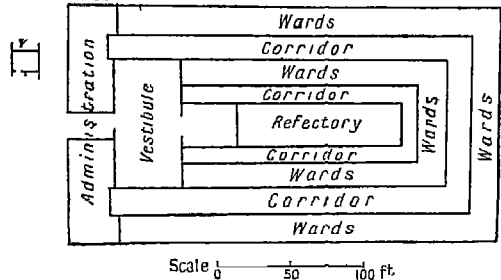 Wards
Corridor
Wards
Corridor
Refectory
Corridor
Wards
Corridor
Wards
Administration
Vestibule
Wards
Wards
Scale 0 50 100 ft.